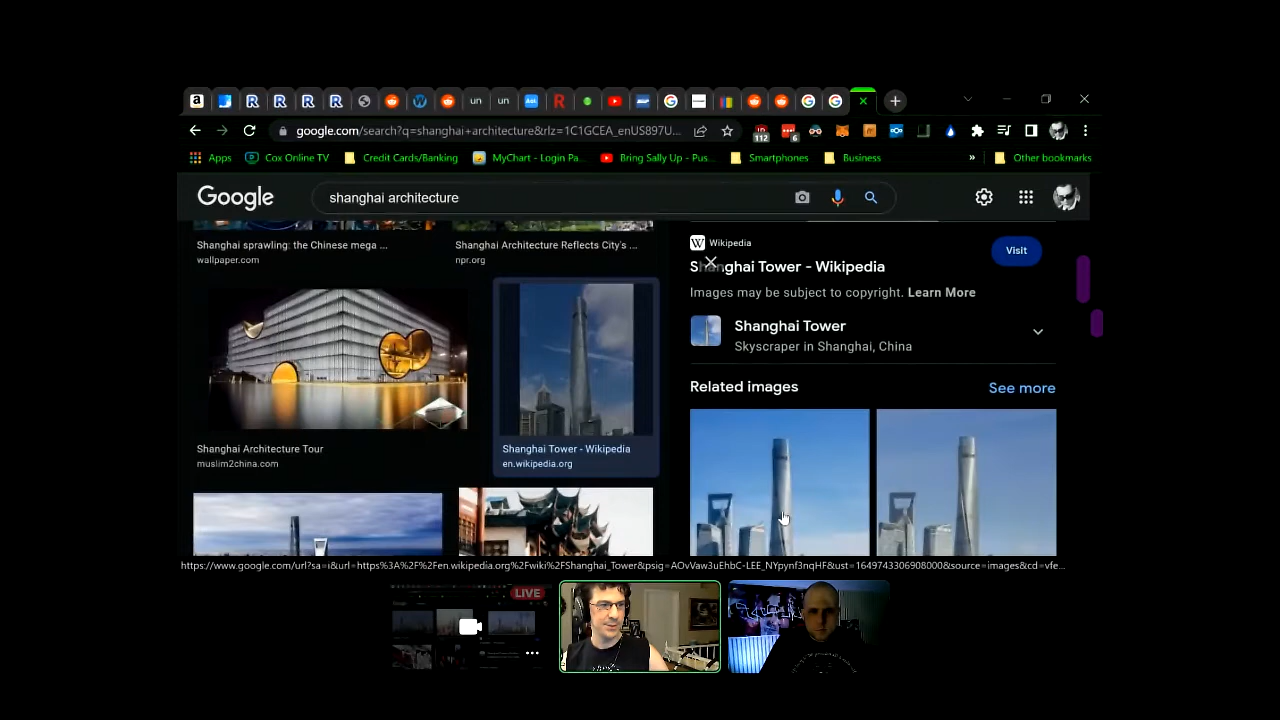 a
R
R
R
R
W
un
un
R
G
G
G
google.com/search?q=shanghai+architecture&rlz=1C1GCEA_enUS897U...
112
6
Apps
Cox Online TV
Credit Cards/Banking
MyChart - Login Pa...
Bring Sally Up - Pus...
Smartphones
Business
»
Other bookmarks
Google
shanghai architecture
Shanghai sprawling: the Chinese mega ...
wallpaper.com
Shanghai Architecture Reflects City's ...
npr.org
W Wikipedia
Shanghai Tower - Wikipedia
Visit
Images may be subject to copyright. Learn More
Shanghai Tower
Skyscraper in Shanghai, China
Related images
See more
Shanghai Architecture Tour
muslim2china.com
Shanghai Tower - Wikipedia
en.wikipedia.org
https://www.google.com/url?sa=i&url=https%3A%2F%2Fen.wikipedia.org%2Fwiki%2FShanghai_Tower&psig=AOvVaw3uEhbC-LEE_NYpynf3nqHF&ust=1649743306908000&source=images&cd=vfe...
LIVE